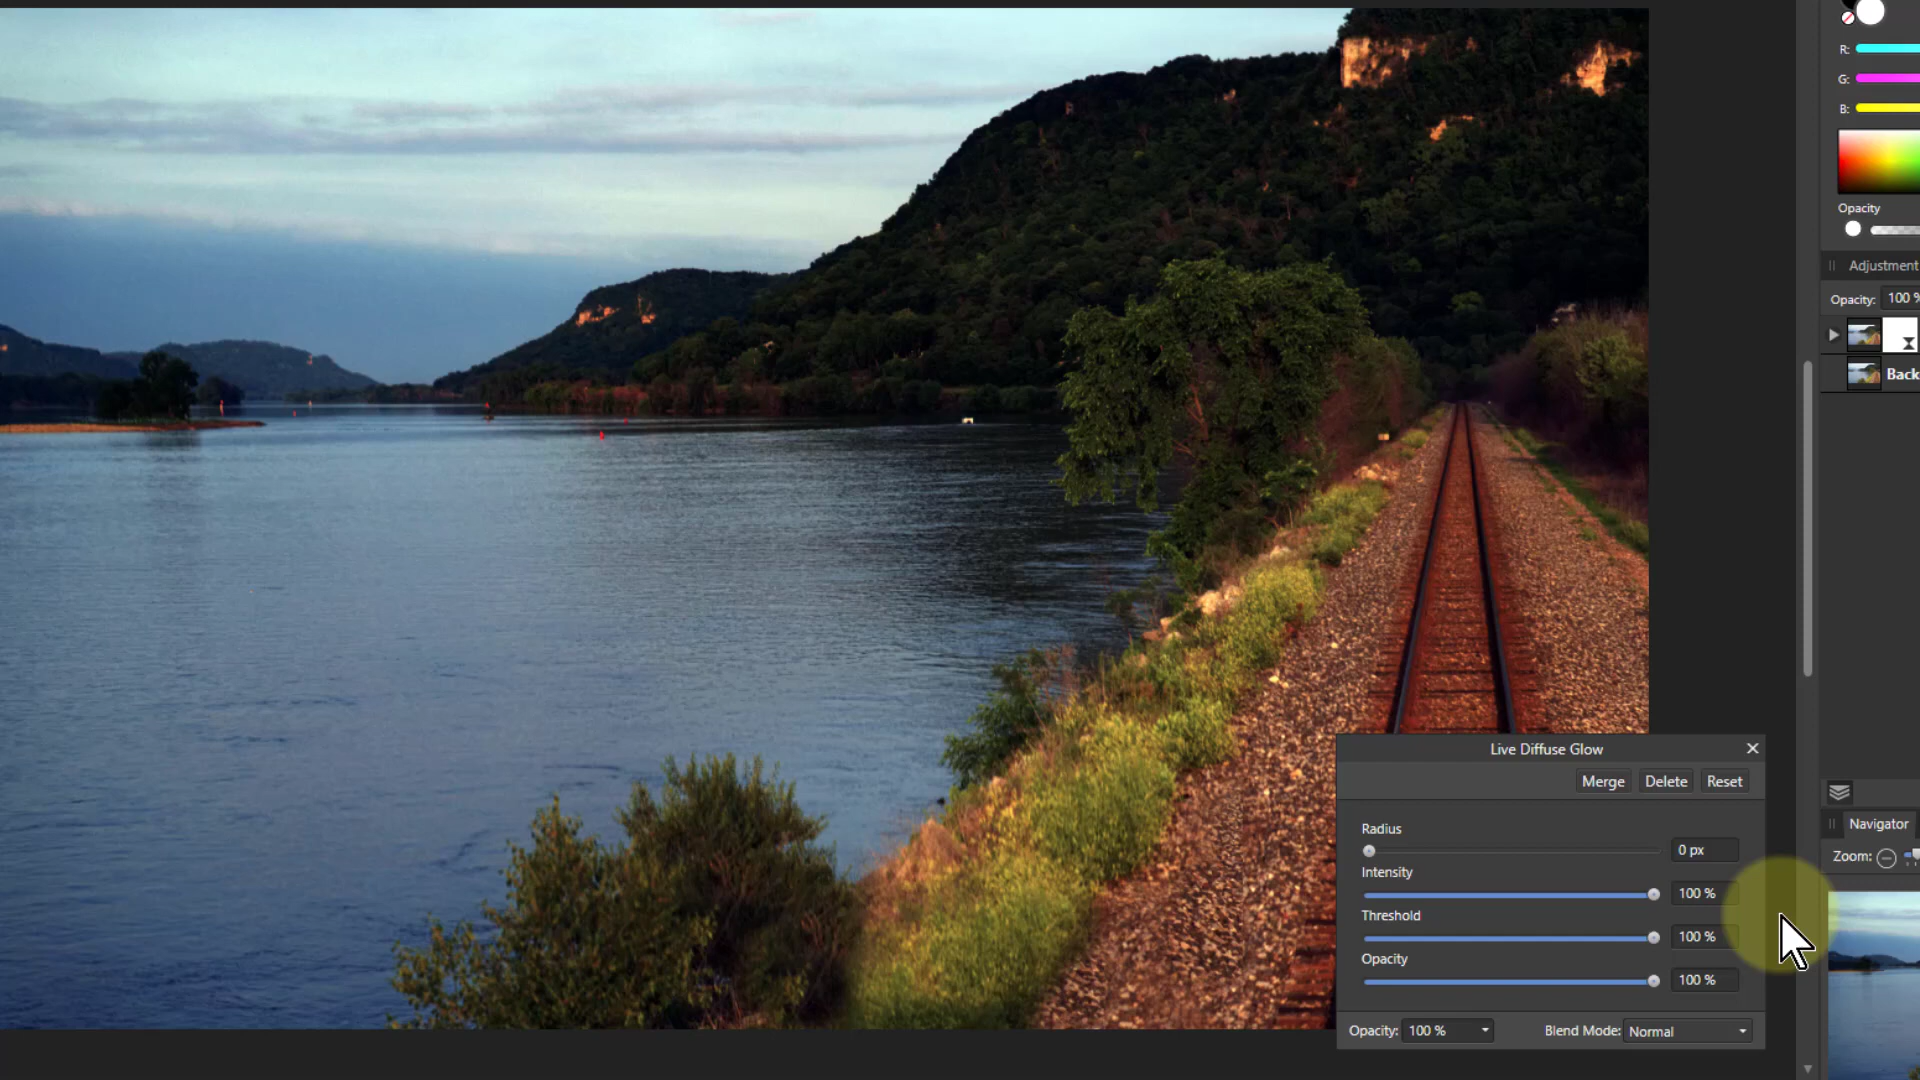 R:
G:
B:
Opacity
Adjustment
Opacity: 100 %
Back
Live Diffuse Glow
Merge Delete Reset
Radius
0 px
Intensity
100 %
Threshold
100 %
Opacity
100 %
Opacity: 100 % Blend Mode: Normal
Navigator
Zoom: